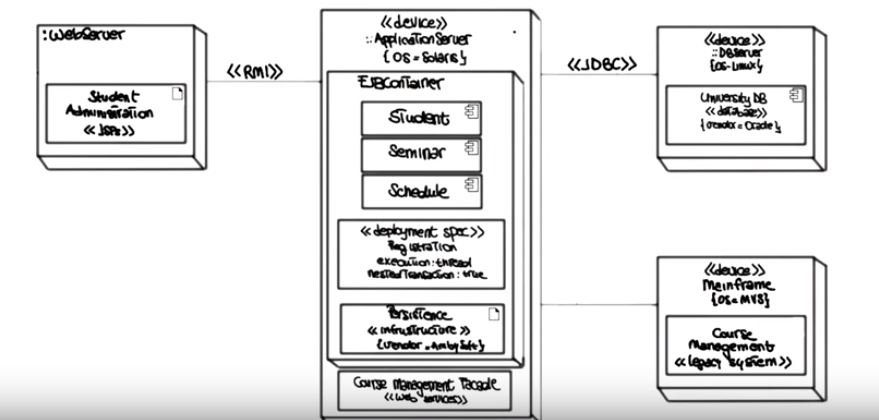 :WebServer
Student
Administration
<<JSPs>>
<<RMI>>
<<device>>
::ApplicationServer
{OS=Solaris}
EJBContainer
Student
Seminar
Schedule
<<deployment spec>>
Registration
execution:thread
nestedTransaction:true
Persistence
<<infrastructure>>
{vendor=AmbySoft}
Course Management Facade
<<web services>>
<<JDBC>>
<<device>>
::DBServer
{OS=Linux}
University DB
<<database>>
{vendor=Oracle}
<<device>>
Mainframe
{OS=MVS}
Course
Management
<<legacy system>>